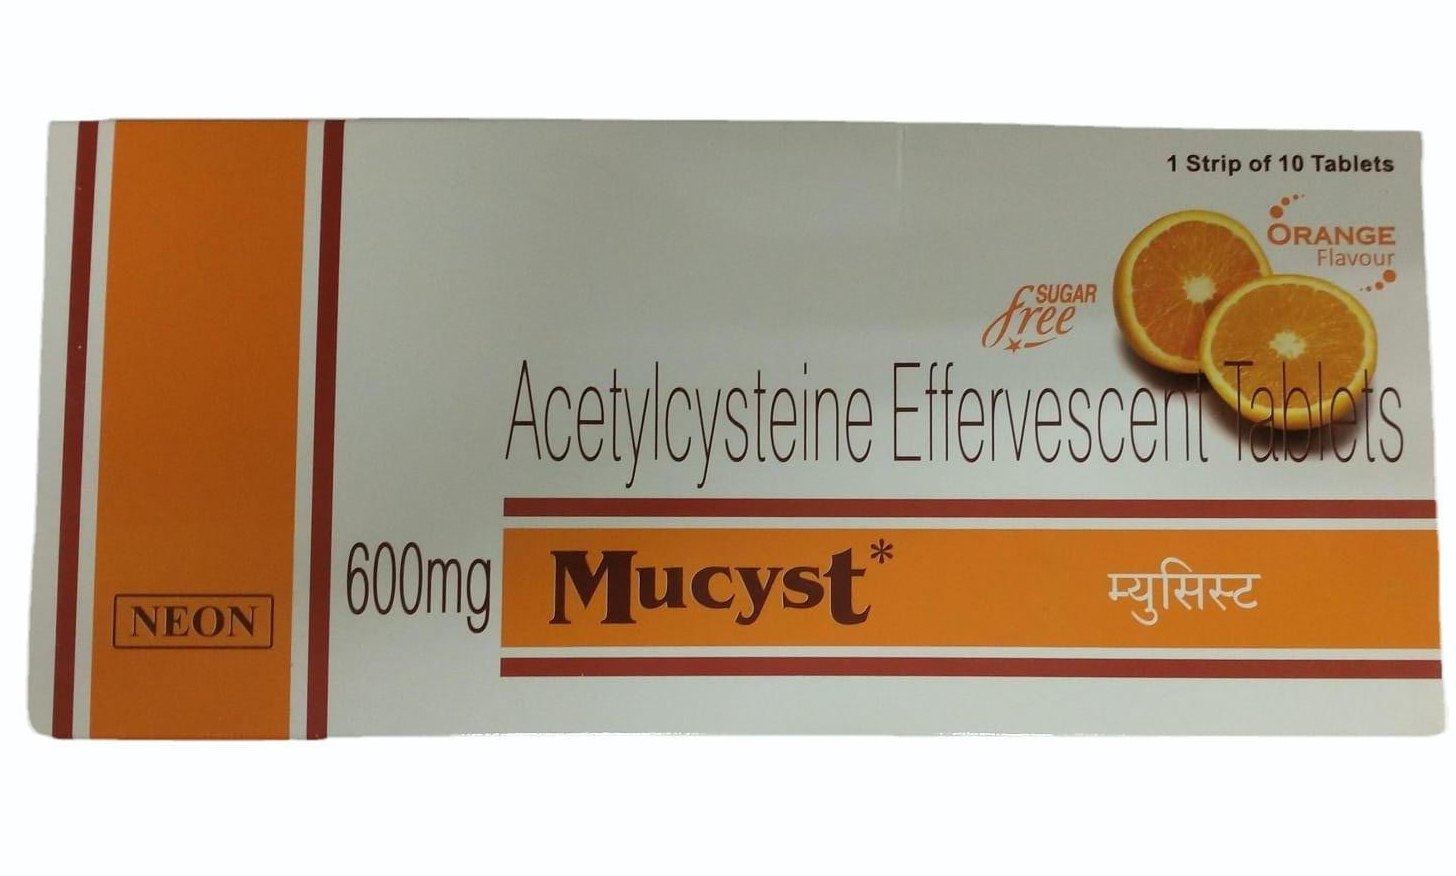 1 Strip of 10 Tablets
ORANGE
Flavour
SUGAR
free
Acetylcysteine Effervescent Tablets
600mg Mucyst* म्युसिस्ट
NEON